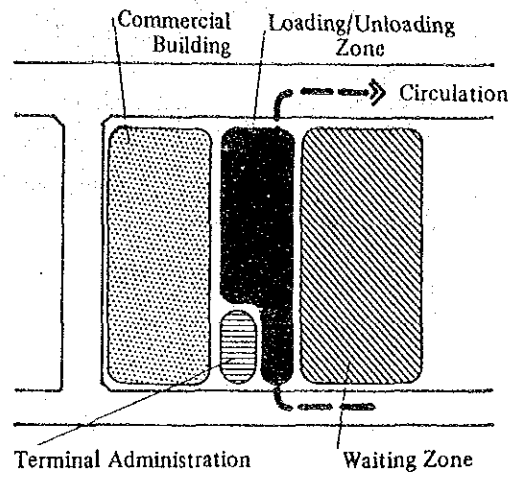 Commercial
Building
Loading/Unloading
Zone
Circulation
Terminal Administration
Waiting Zone